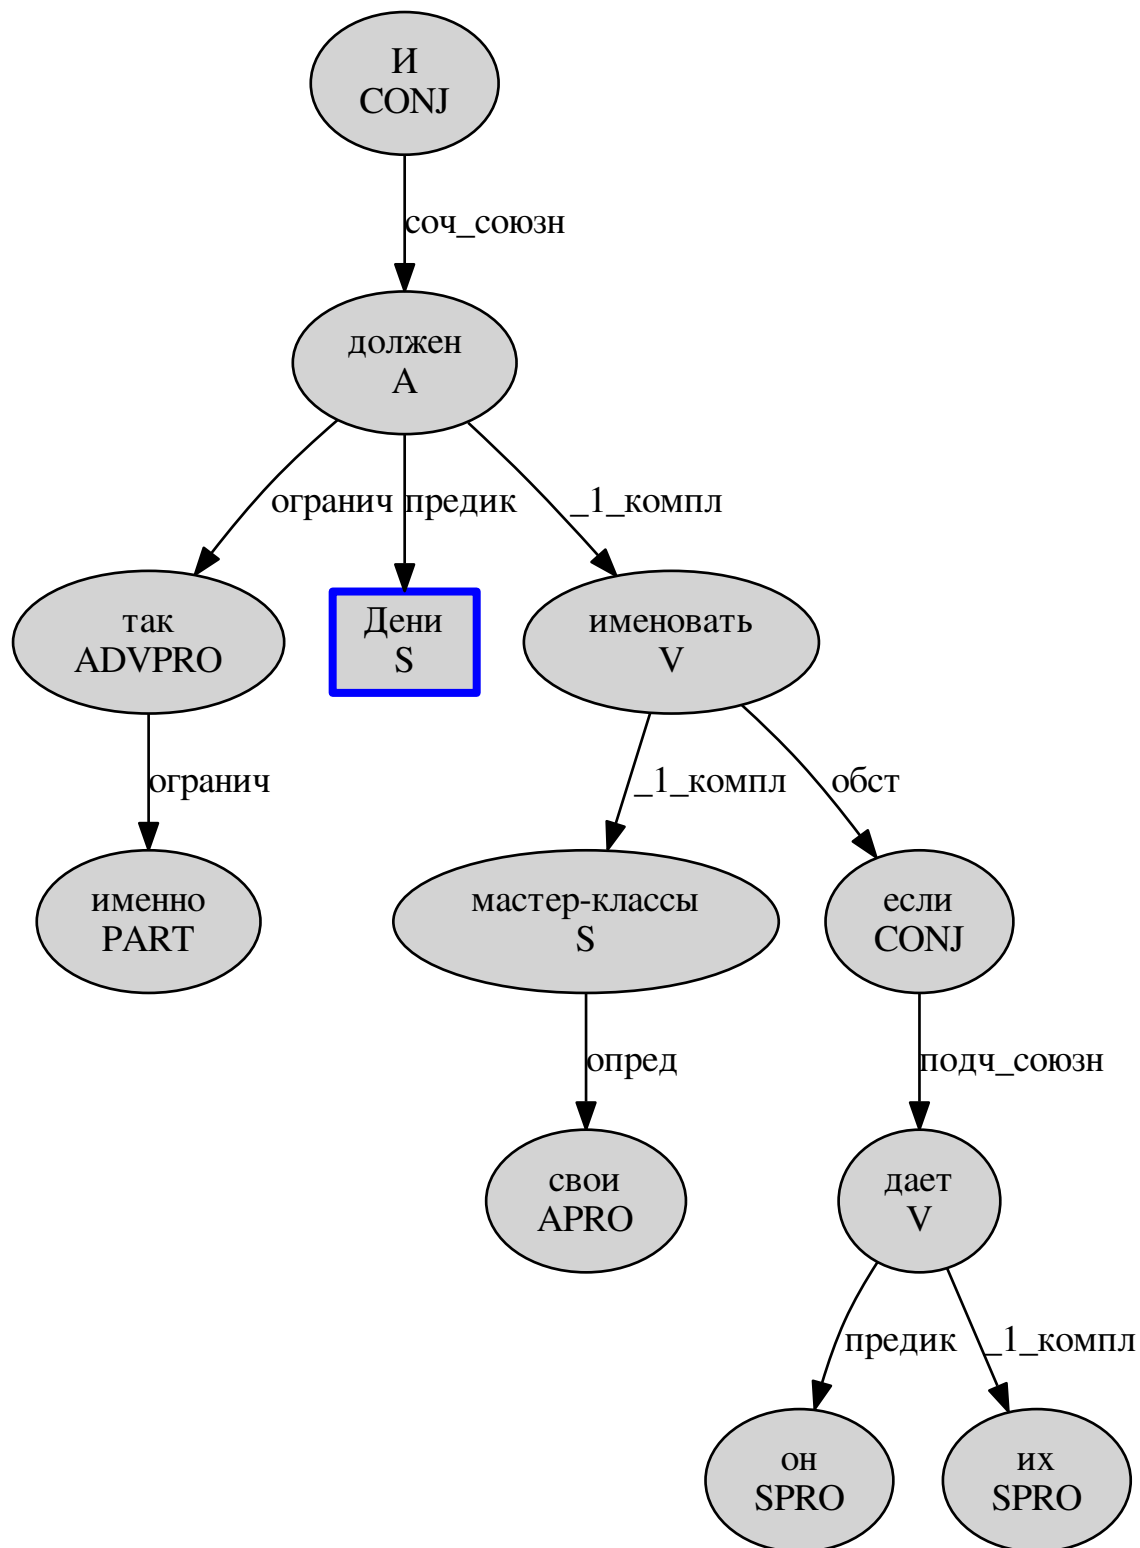 И
CONJ
соч_союзн
должен
A
огранич
предик
_1_компл
так
ADVPRO
Дени
S
именовать
V
огранич
_1_компл
обст
именно
PART
мастер-классы
S
если
CONJ
опред
подч_союзн
свои
APRO
дает
V
предик
_1_компл
он
SPRO
их
SPRO